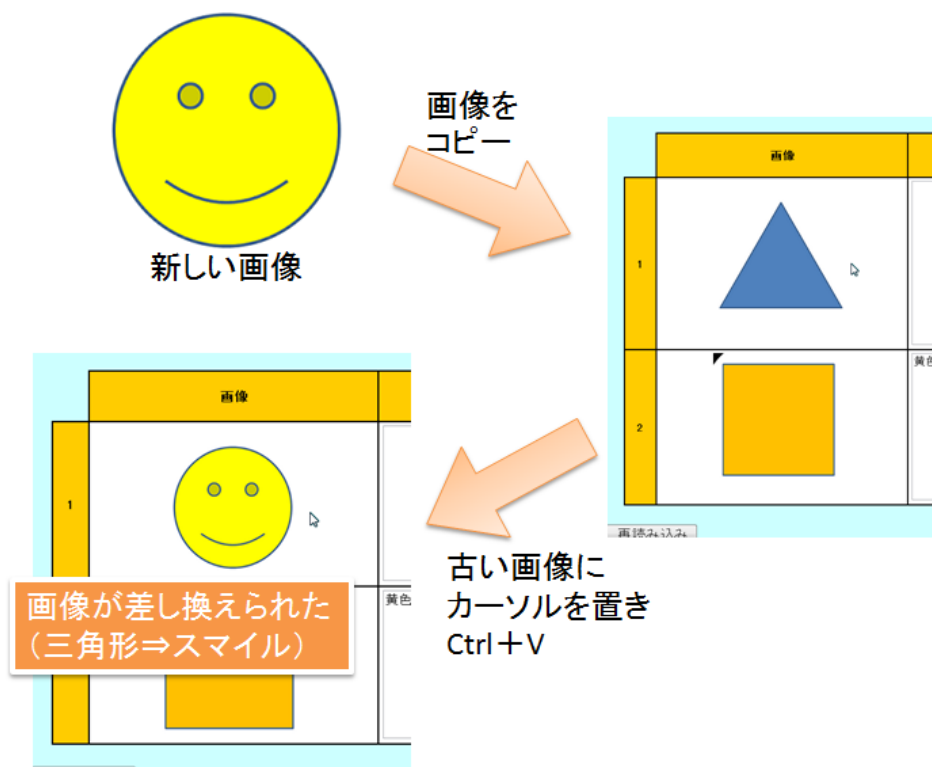 新しい画像
画像を
コピー
画像
1
2
黄色
再読み込み
古い画像に
カーソルを置き
Ctrl＋V
画像
1
黄色
画像が差し換えられた
（三角形⇒スマイル）